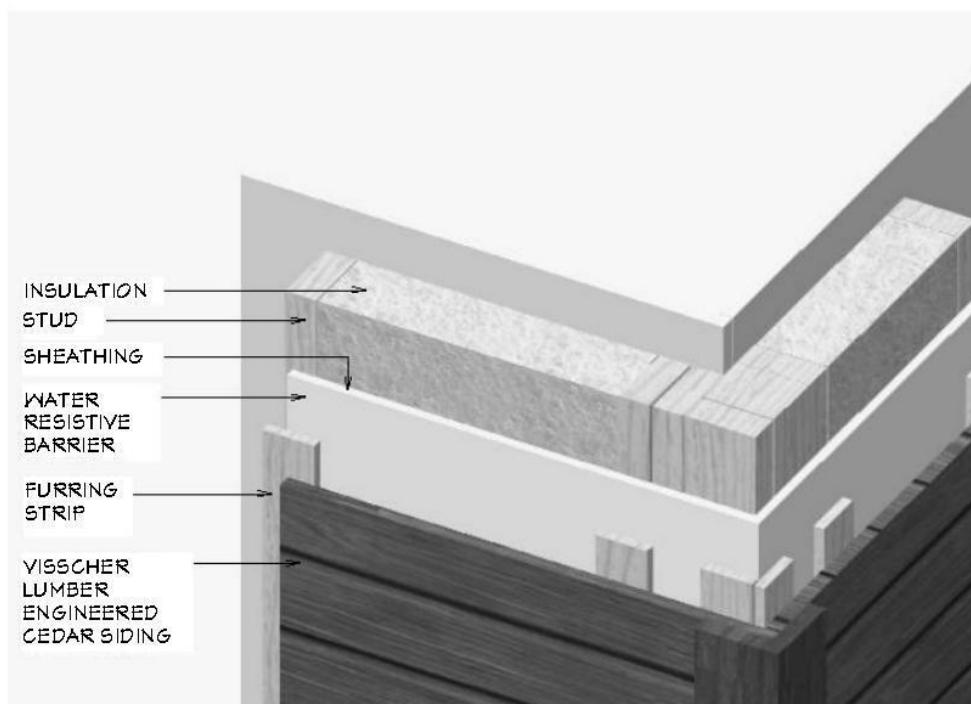 INSULATION
STUD
SHEATHING
WATER
RESISTIVE
BARRIER
FURRING
STRIP
VISSCHER
LUMBER
ENGINEERED
CEDAR SIDING